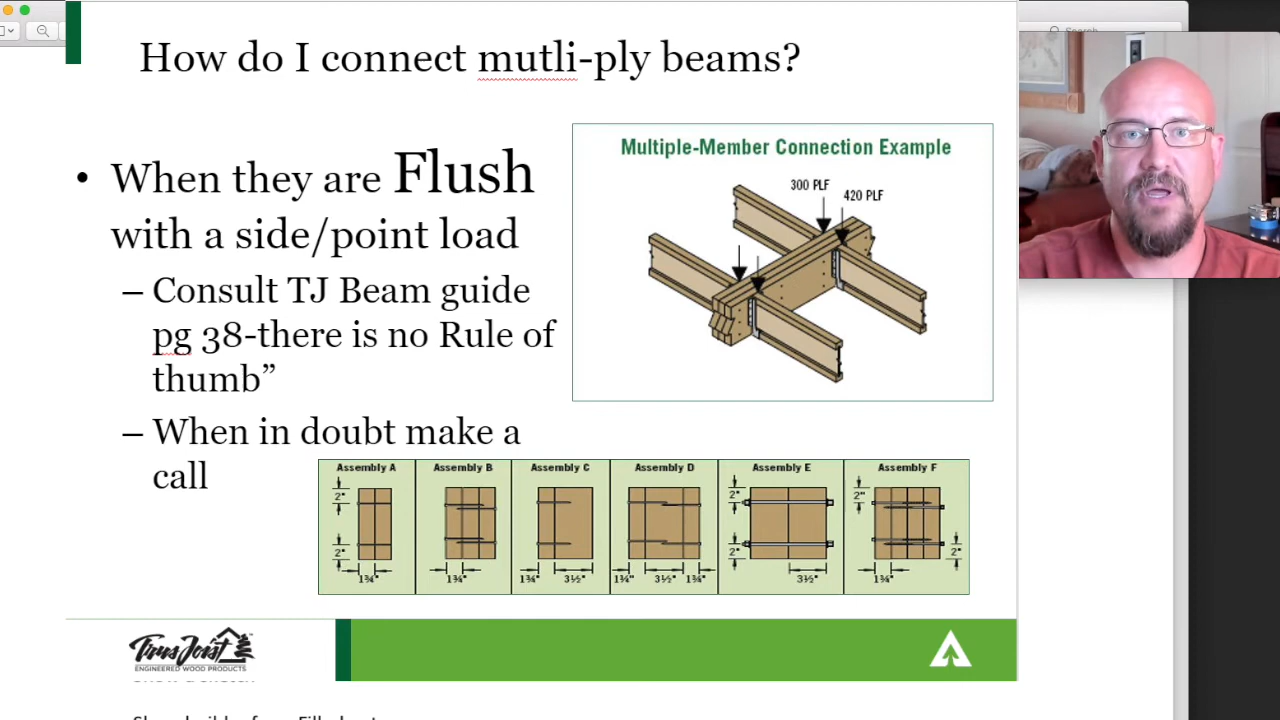 How do I connect mutli-ply beams?
• When they are Flush
with a side/point load
– Consult TJ Beam guide
pg 38-there is no Rule of
thumb”
– When in doubt make a
call
Multiple-Member Connection Example
300 PLF
420 PLF
Assembly A
2"
2"
1¾"
Assembly B
1¾"
Assembly C
1¾" 3½"
Assembly D
1¾" 3½" 1¾"
Assembly E
2"
2"
3½"
Assembly F
2"
2"
1¾"
Trus Joist
ENGINEERED WOOD PRODUCTS
Search